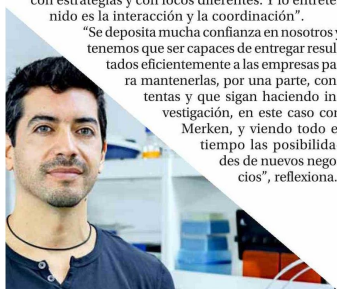 con estrategias y con focos diferentes. Y lo entrete-
nido es la interacción y la coordinación”.
“Se deposita mucha confianza en nosotros y
tenemos que ser capaces de entregar resul-
tados eficientemente a las empresas pa-
ra mantenerlas, por una parte, con-
tentas y que sigan haciendo in-
vestigación, en este caso con
Merken, y viendo todo el
tiempo las posibilida-
des de nuevos nego-
cios”, reflexiona.